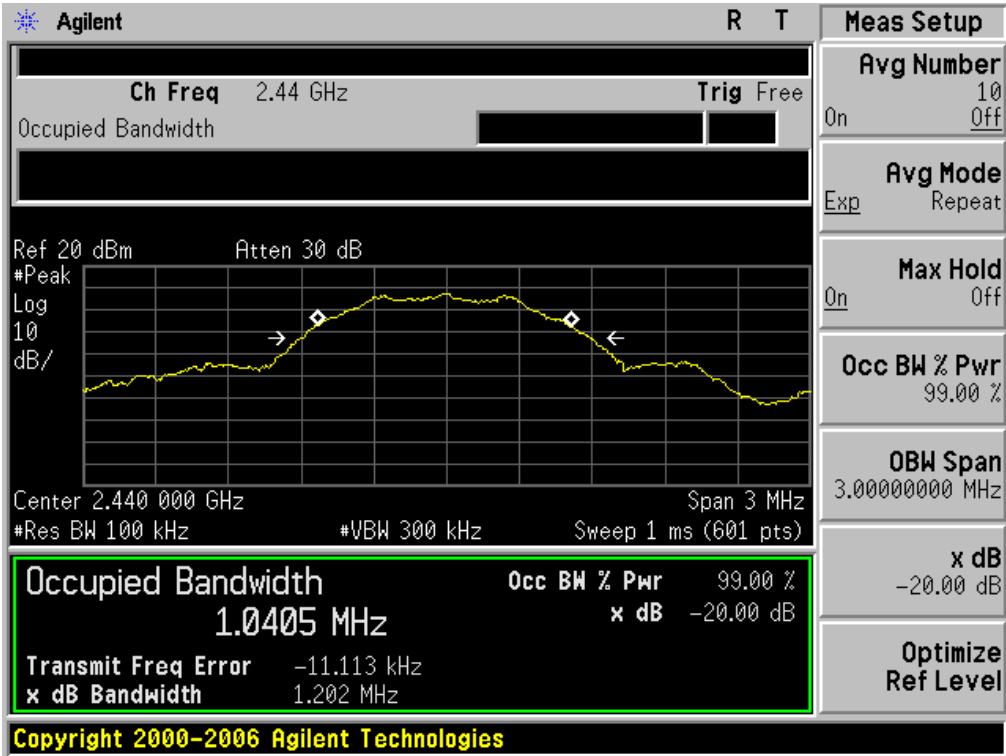 Agilent R T
Ch Freq 2.44 GHz Trig Free
Occupied Bandwidth
Ref 20 dBm Atten 30 dB
#Peak
Log
10
dB/
Center 2.440 000 GHz Span 3 MHz
#Res BW 100 kHz #VBW 300 kHz Sweep 1 ms (601 pts)
Occupied Bandwidth Occ BW % Pwr 99.00 %
1.0405 MHz x dB -20.00 dB
Transmit Freq Error -11.113 kHz
x dB Bandwidth 1.202 MHz
Copyright 2000-2006 Agilent Technologies
Meas Setup
Avg Number
10
On Off
Avg Mode
Exp Repeat
Max Hold
On Off
Occ BW % Pwr
99.00 %
OBW Span
3.00000000 MHz
x dB
-20.00 dB
Optimize
Ref Level